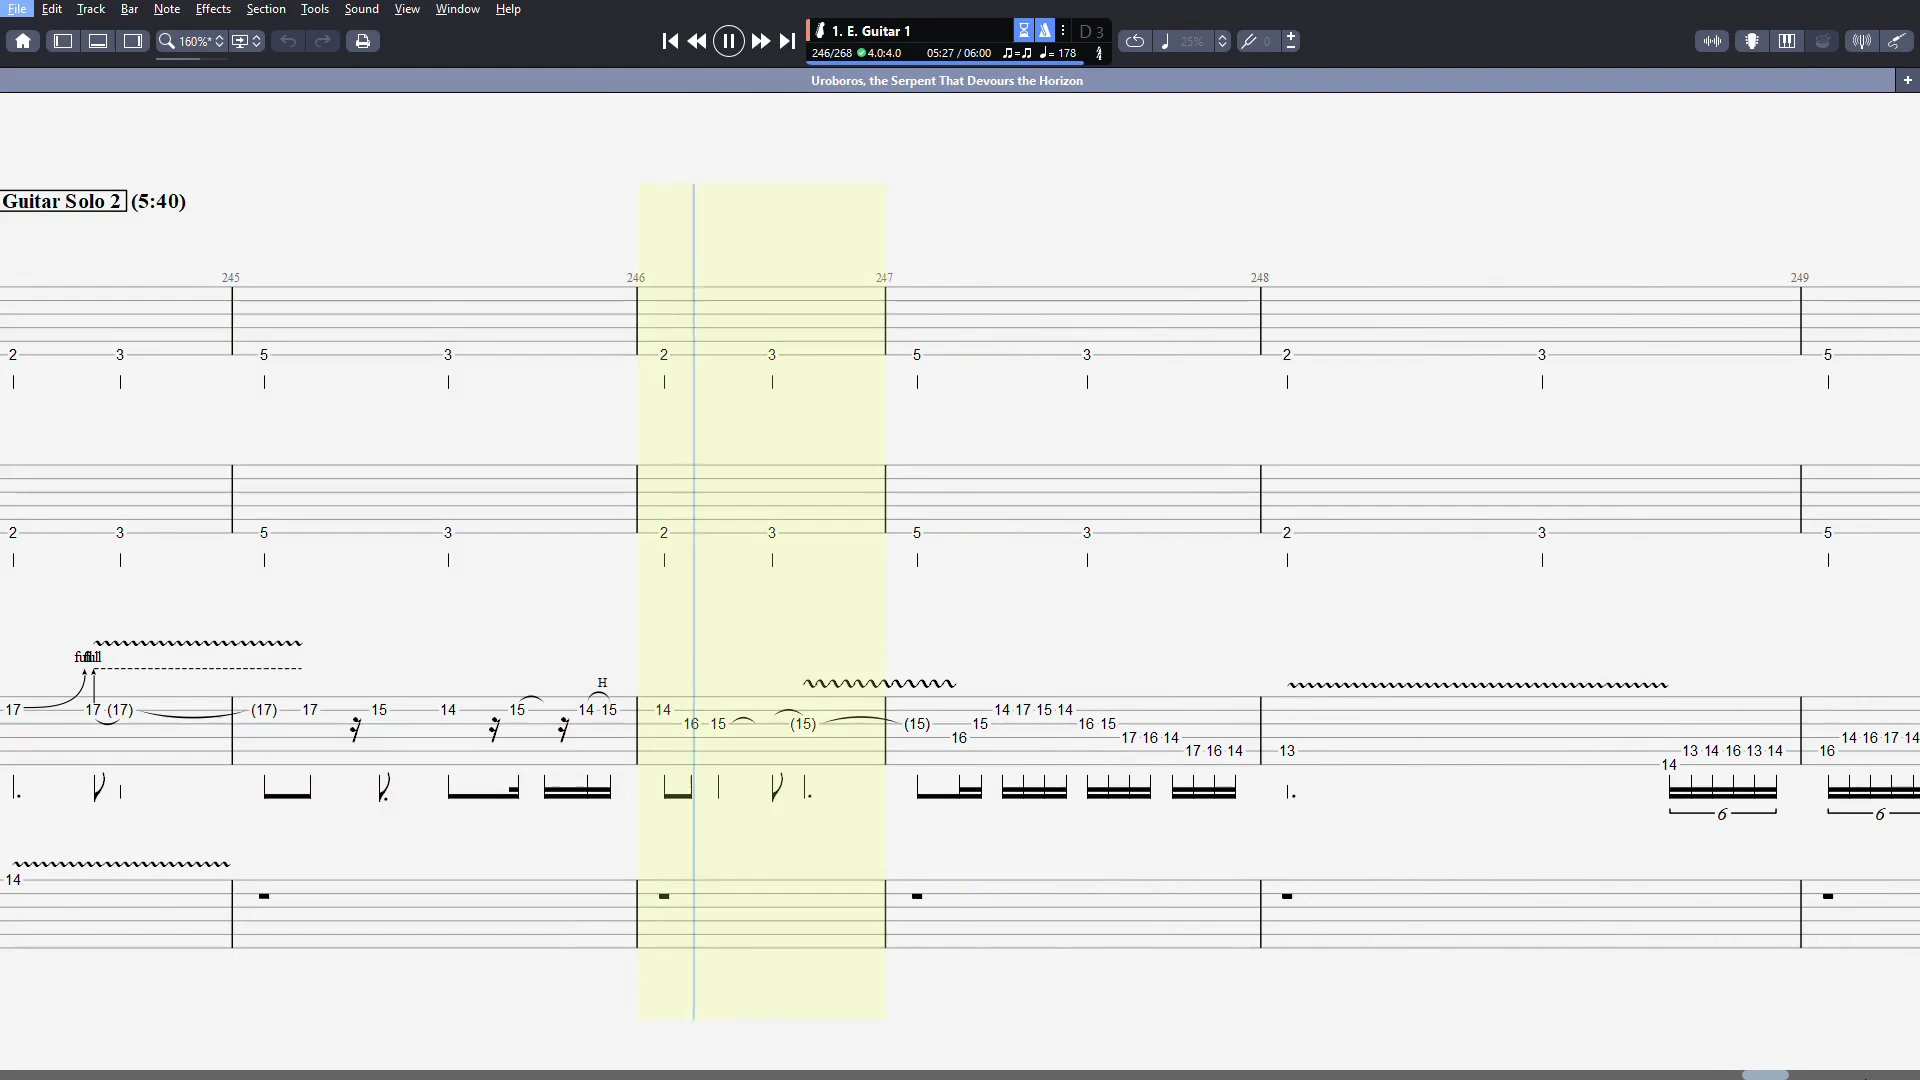 File Edit Track Bar Note Effects Section Tools Sound View Window Help
160%* 1. E. Guitar 1 D 3 25% 0
246/268 4.0:4.0 05:27 / 06:00 = 178
Uroboros, the Serpent That Devours the Horizon
Guitar Solo 2 (5:40)
245 246 247 248 249
2 3 5 3 2 3 5 3 2 3 5
2 3 5 3 2 3 5 3 2 3 5
full
H
17 17 (17) (17) 17 15 14 15 14 15 14 14 17 15 14
16 15 (15) (15) 15 16 15
16 17 16 14 14 16 17 14
17 16 14 13 13 14 16 13 14 16
14
6 6
14